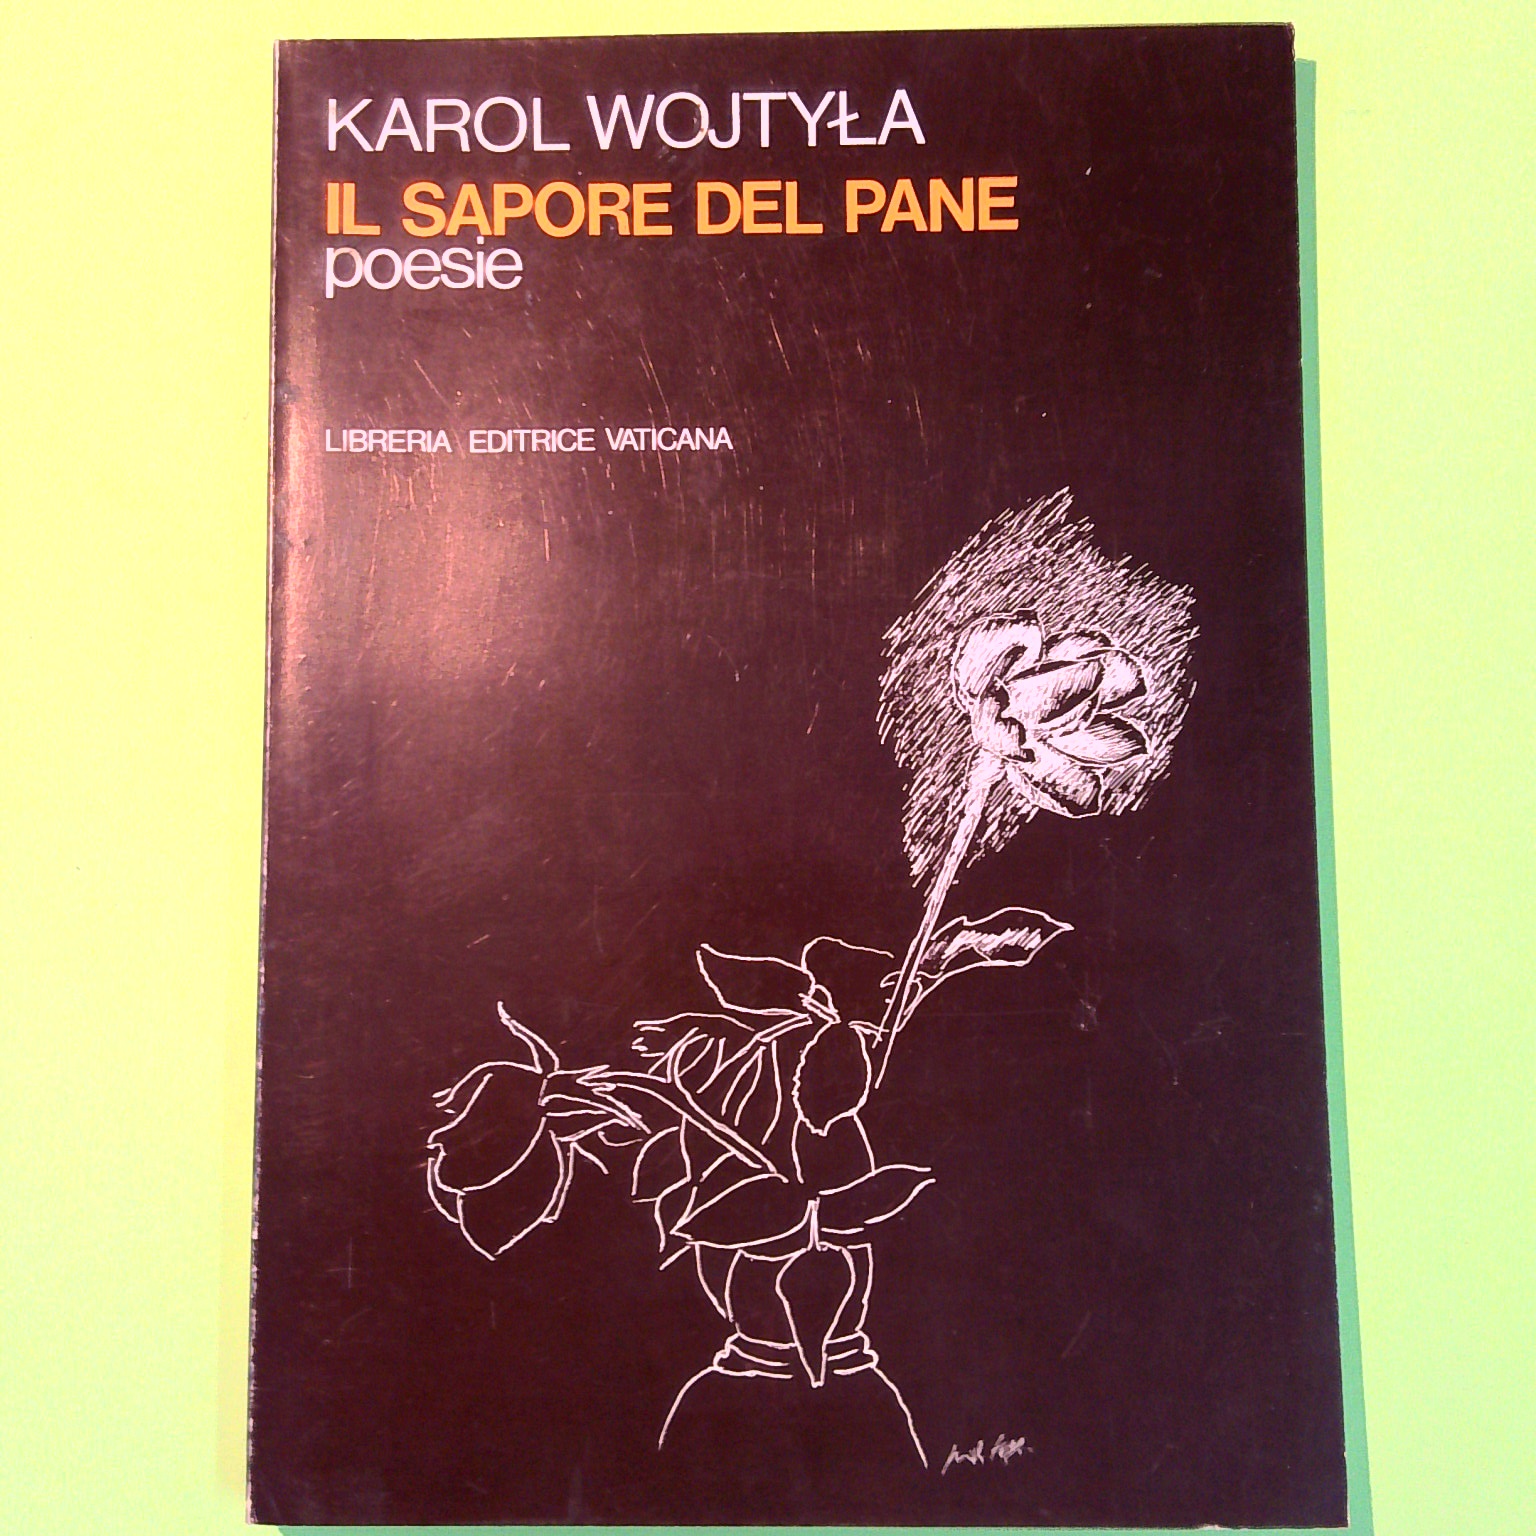 KAROL WOJTYŁA
IL SAPORE DEL PANE
poesie
LIBRERIA EDITRICE VATICANA